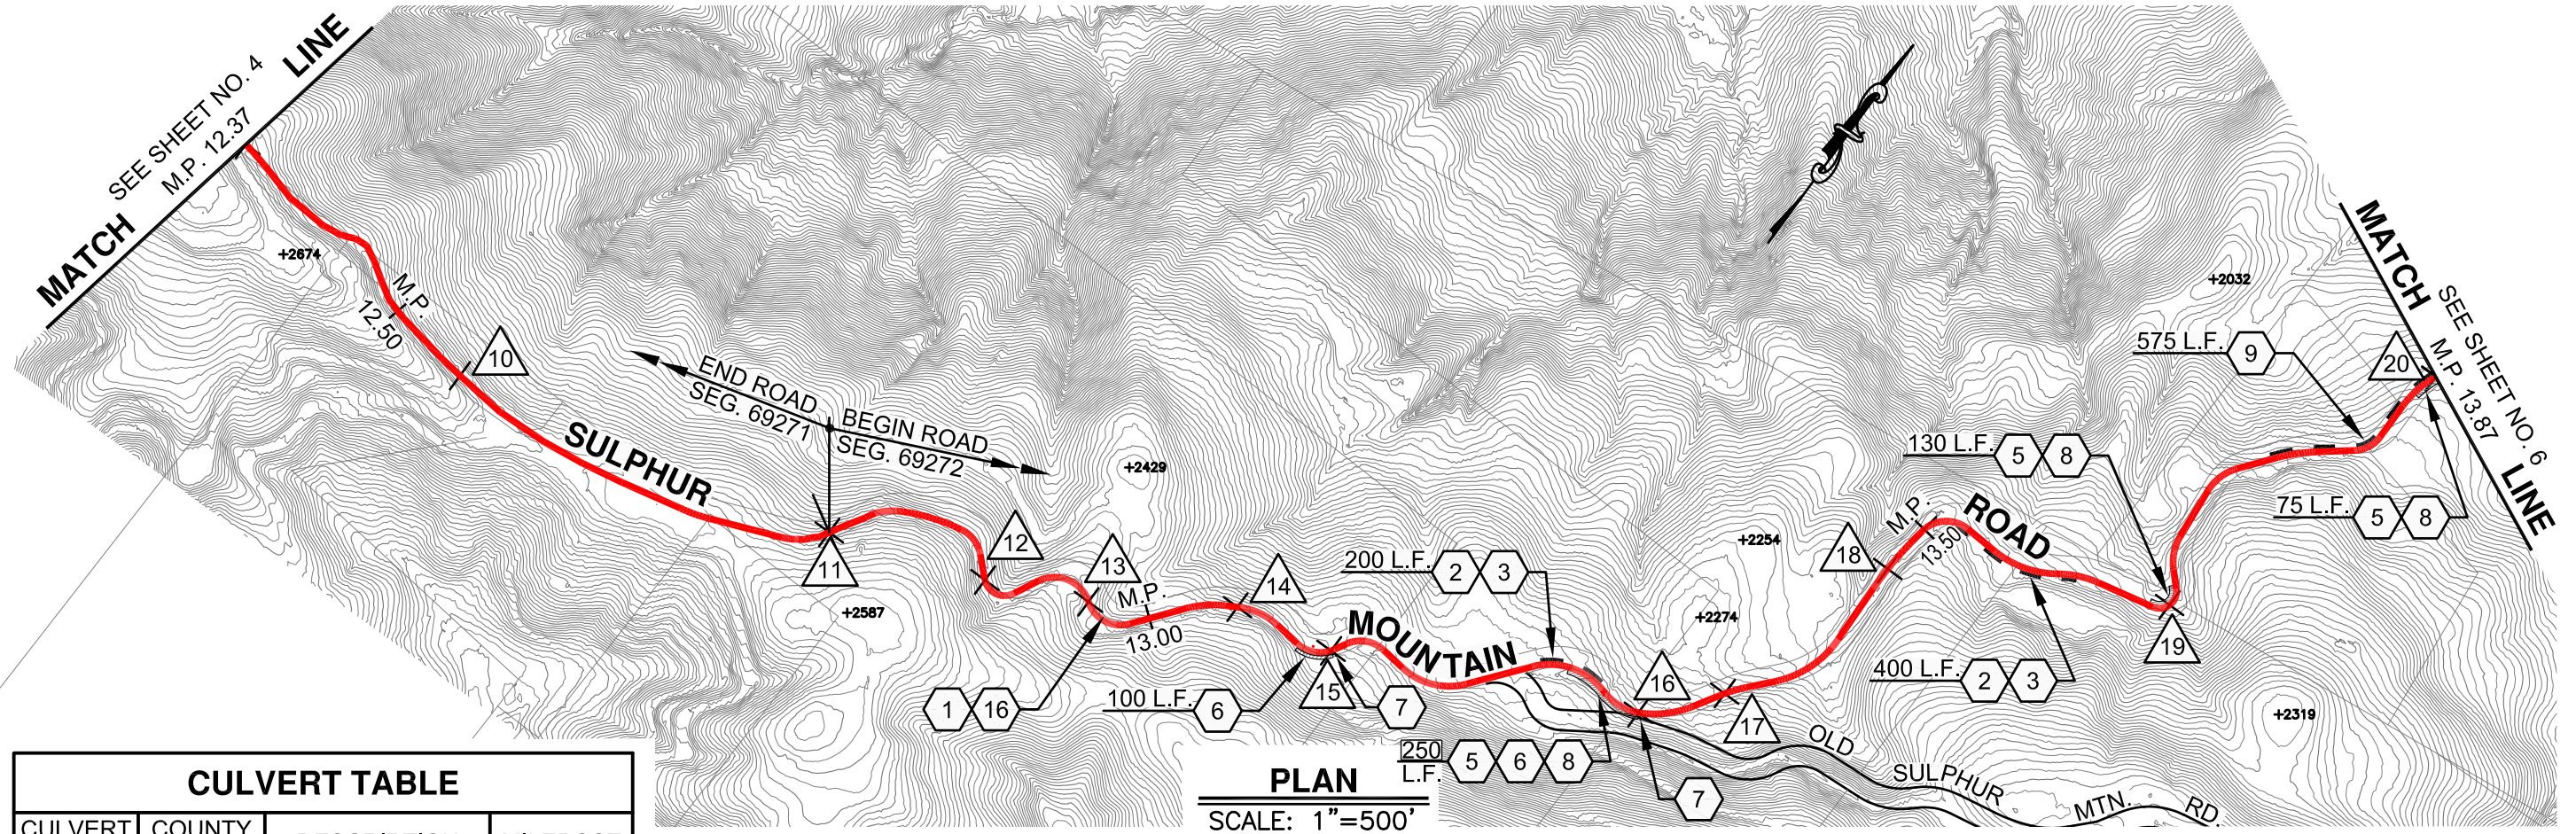 MATCH LINE
SEE SHEET NO. 4
M.P. 12.37
+2674
M.P.
12.50
10
END ROAD
SEG. 69271
BEGIN ROAD
SEG. 69272
SULPHUR
11
+2587
12
+2429
13
M.P.
13.00
1 16
14
100 L.F. 6
15
7
MOUNTAIN
200 L.F. 2 3
250
L.F. 5 6 8
16
7
17
+2274
+2254
18
M.P.
13.50
ROAD
130 L.F. 5 8
400 L.F. 2 3
19
575 L.F. 9
+2032
20
75 L.F. 5 8
+2319
MATCH LINE
SEE SHEET NO. 6
M.P. 13.87
OLD SULPHUR MTN. RD.
PLAN
SCALE: 1"=500'
CULVERT TABLE
CULVERT COUNTY